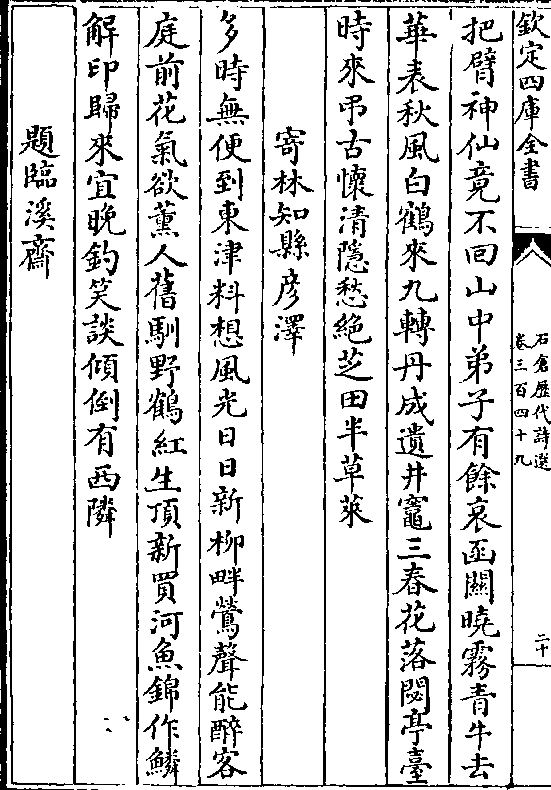 欽定四庫全書
石倉歷代詩選
卷三百四十九
二十
把臂神仙竟不回山中弟子有餘哀函關曉霧青牛去
華表秋風白鶴來九轉丹成遺井竈三春花落閟亭臺
時來弔古懷清隱愁絕芝田半草萊
寄林知縣彥澤
多時無便到東津料想風光日日新柳畔鶯聲能醉客
庭前花氣欲薰人舊馴野鶴紅生頂新買河魚錦作鱗
解印歸來宜晚釣笑談傾倒有西隣
題臨溪齋